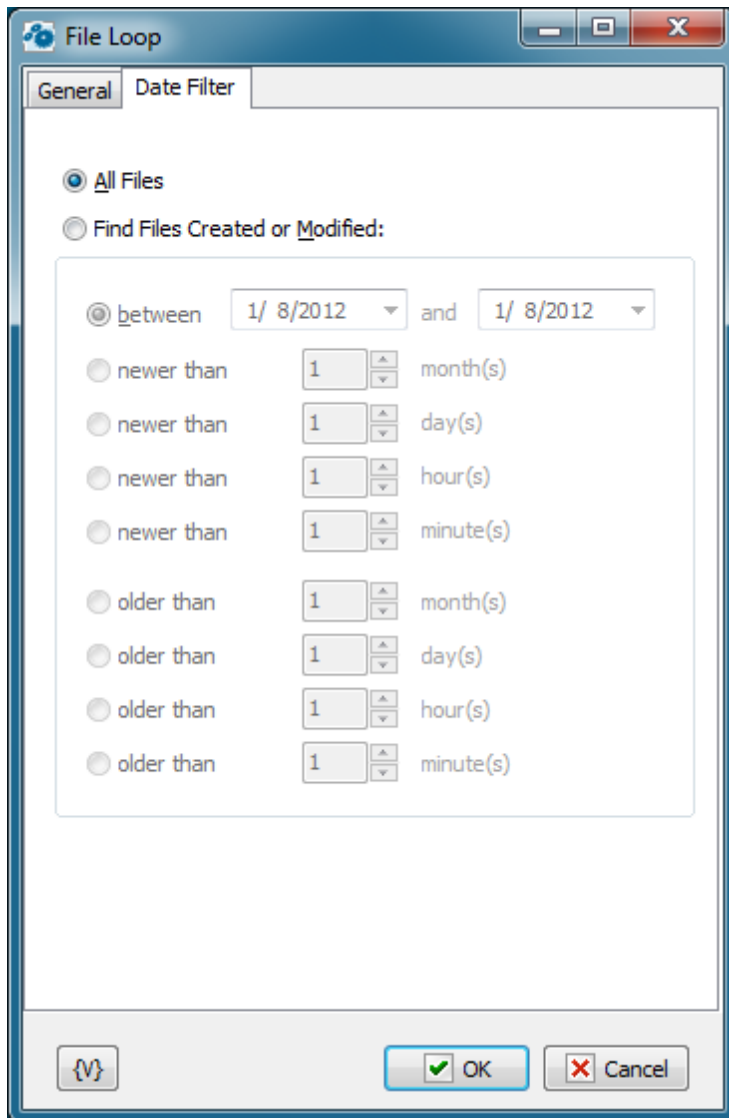 File Loop
General Date Filter
All Files
Find Files Created or Modified:
between 1/ 8/2012 and 1/ 8/2012
newer than 1 month(s)
newer than 1 day(s)
newer than 1 hour(s)
newer than 1 minute(s)
older than 1 month(s)
older than 1 day(s)
older than 1 hour(s)
older than 1 minute(s)
{V} OK Cancel